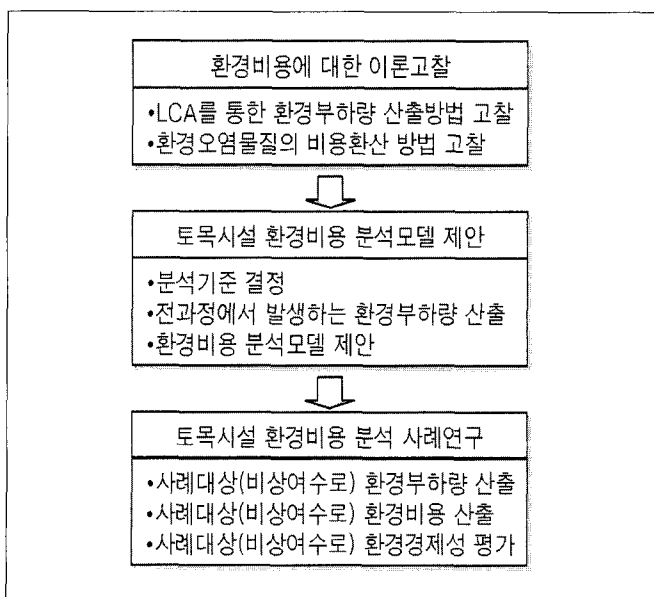 환경비용에 대한 이론고찰
•LCA를 통한 환경부하량 산출방법 고찰
•환경오염물질의 비용환산 방법 고찰
토목시설 환경비용 분석모델 제안
•분석기준 결정
•전과정에서 발생하는 환경부하량 산출
•환경비용 분석모델 제안
토목시설 환경비용 분석 사례연구
•사례대상(비상여수로) 환경부하량 산출
•사례대상(비상여수로) 환경비용 산출
•사례대상(비상여수로) 환경경제성 평가